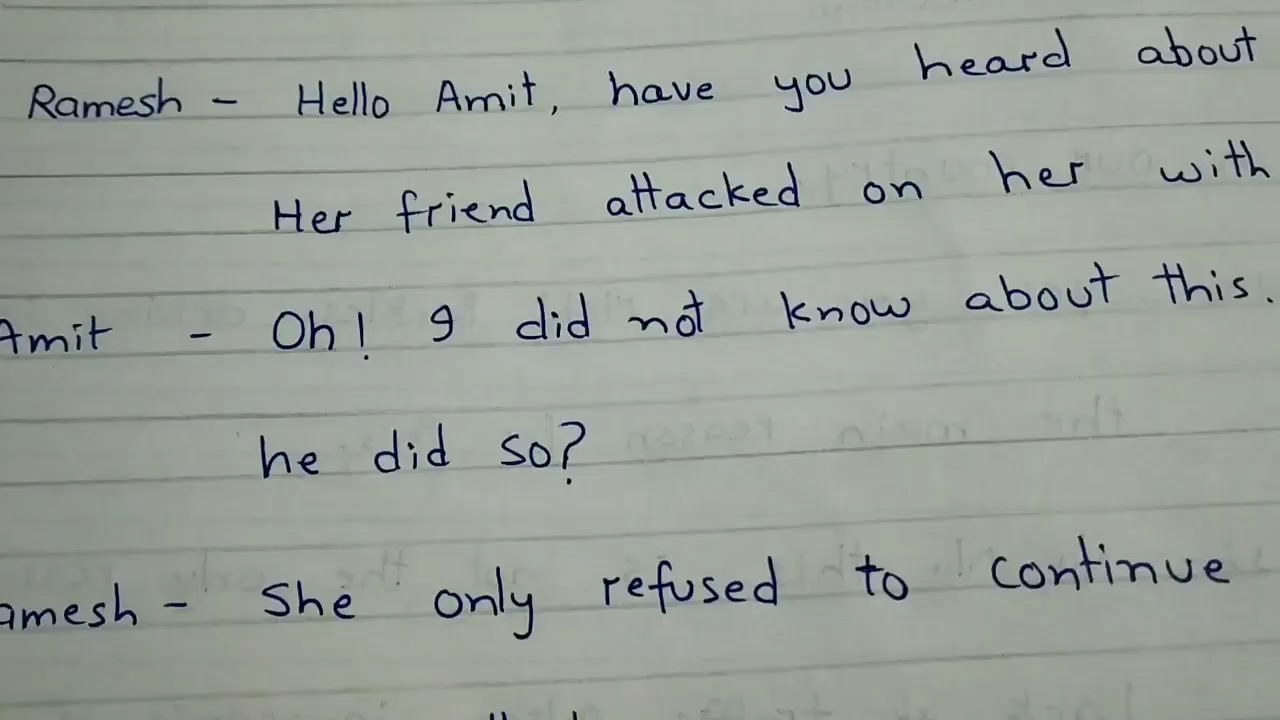 Ramesh - Hello Amit, have you heard about
Her friend attacked on her with
Amit - Oh! I did not know about this.
he did so?
amesh - She only refused to continue